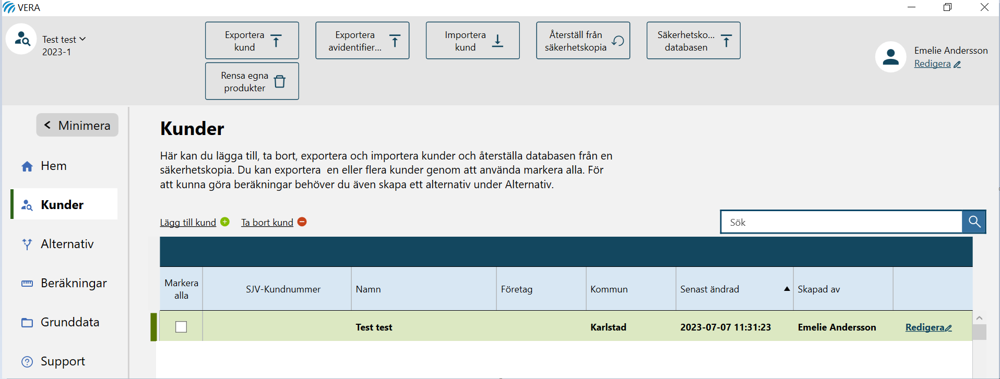 VERA
Test test
2023-1
Exportera
kund
Exportera
avidentifier...
Importera
kund
Återställ från
säkerhetskopia
Säkerhetsko...
databasen
Rensa egna
produkter
Emelie Andersson
Redigera
Minimera
Hem
Kunder
Alternativ
Beräkningar
Grunddata
Support
Kunder
Här kan du lägga till, ta bort, exportera och importera kunder och återställa databasen från en
säkerhetskopia. Du kan exportera  en eller flera kunder genom att använda markera alla. För
att kunna göra beräkningar behöver du även skapa ett alternativ under Alternativ.
Lägg till kund
Ta bort kund
Sök
Markera
alla
SJV-Kundnummer
Namn
Företag
Kommun
Senast ändrad
Skapad av
Test test
Karlstad
2023-07-07 11:31:23
Emelie Andersson
Redigera